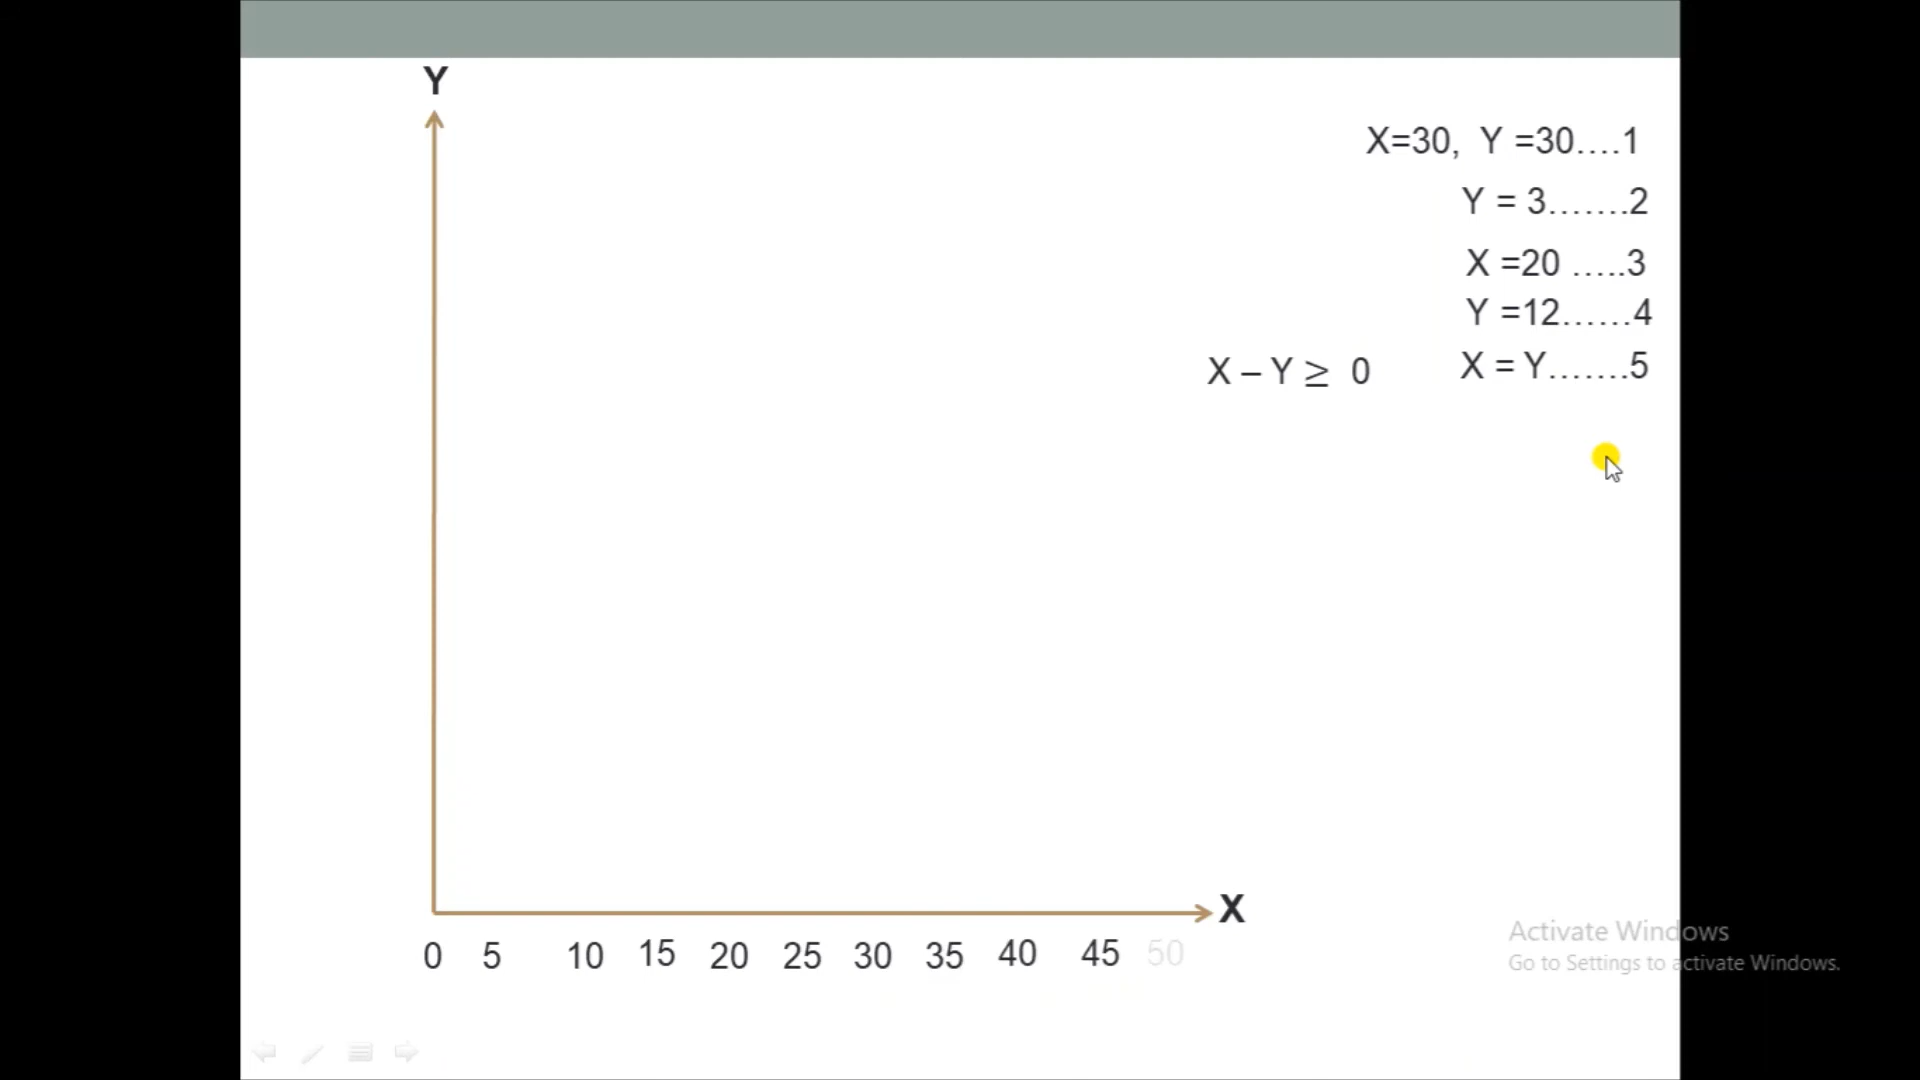 Y
X=30, Y =30....1
Y = 3.......2
X =20 .....3
Y =12......4
X – Y ≥ 0
X = Y.......5
X
0 5 10 15 20 25 30 35 40 45 50
Activate Windows
Go to Settings to activate Windows.